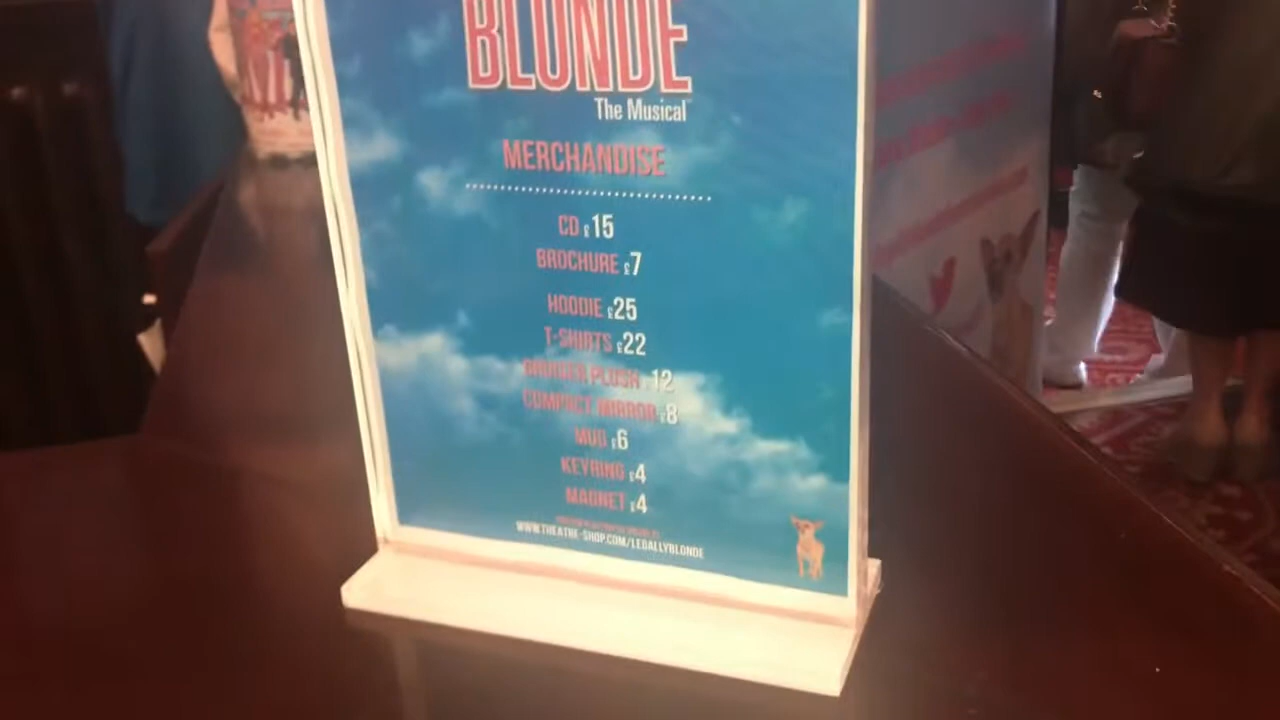 BLONDE
The Musical
MERCHANDISE
CD £15
BROCHURE £7
HOODIE £25
T-SHIRTS £22
BRUISER PLUSH £12
COMPACT MIRROR £8
MUG £6
KEYRING £4
MAGNET £4
WWW.THEATRE-SHOP.COM/LEGALLYBLONDE